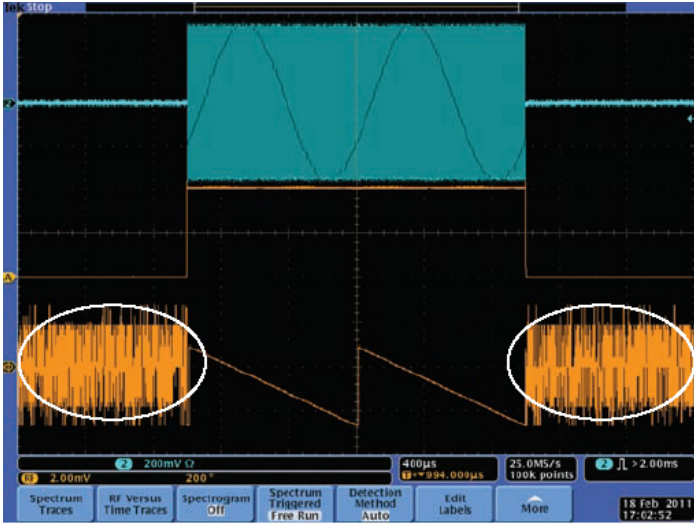 Tek Stop
2
A
Φ
2 200mV Ω
400μs
25.0MS/s
2 >2.00ms
RF 2.00mV 200°
T→▼994.000μs
100k points
Spectrum Traces
RF Versus Time Traces
Spectrogram Off
Spectrum Triggered Free Run
Detection Method Auto
Edit Labels
More
18 Feb 2011
17:02:52